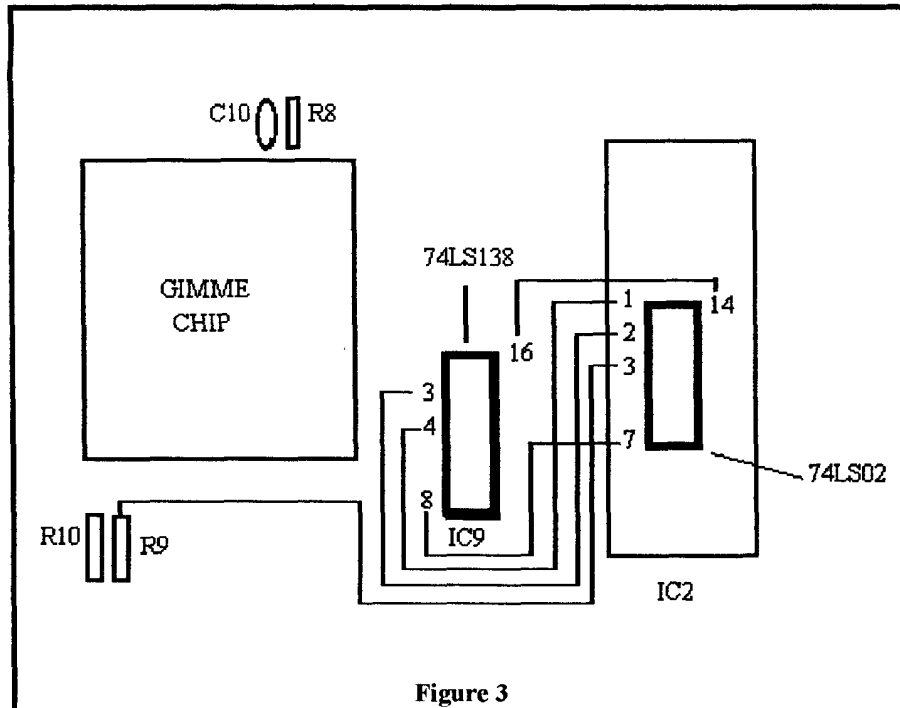 C10
R8
74LS138
GIMME
CHIP
1
14
2
16
3
3
4
7
74LS02
8
R10
R9
IC9
IC2
Figure 3